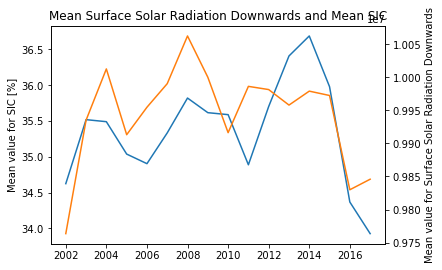 Mean Surface Solar Radiation Downwards and Mean SIC
1e7
Mean value for SIC [%]
36.5
36.0
35.5
35.0
34.5
34.0
1.005
1.000
0.995
0.990
0.985
0.980
0.975
Mean value for Surface Solar Radiation Downwards
2002 2004 2006 2008 2010 2012 2014 2016